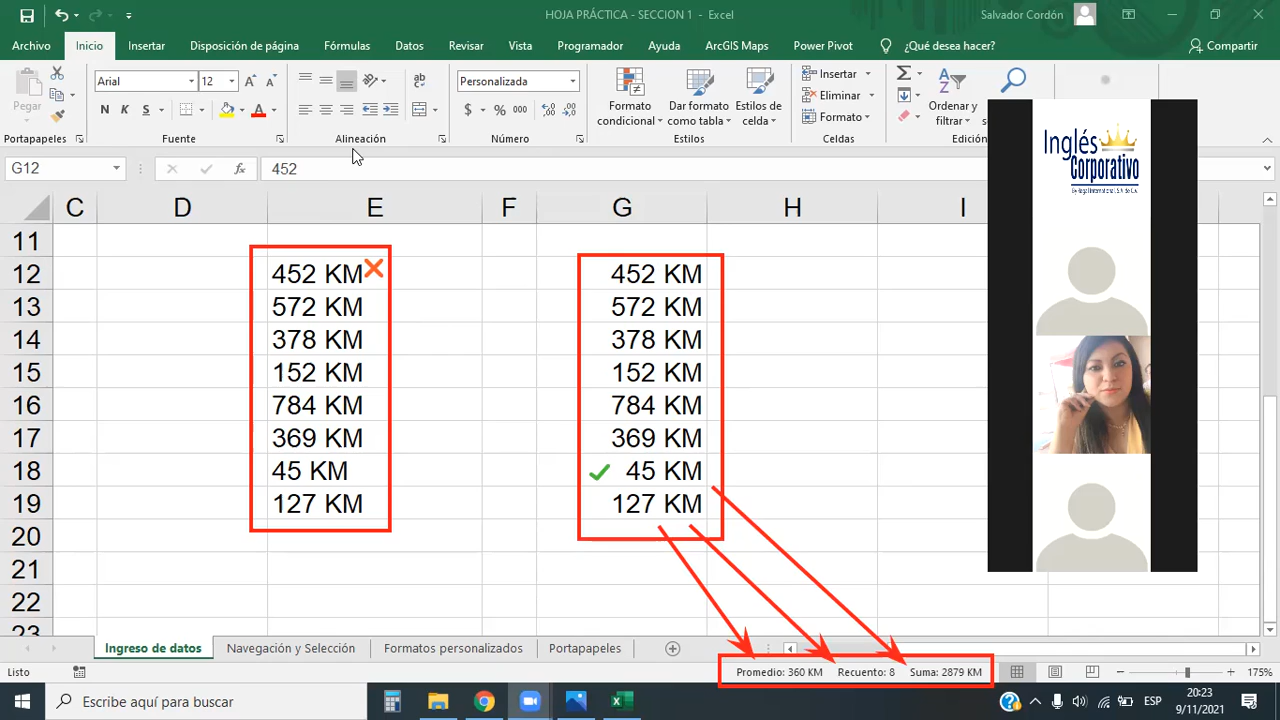 HOJA PRÁCTICA - SECCION 1 - Excel
Salvador Cordón
Archivo Inicio Insertar Disposición de página Fórmulas Datos Revisar Vista Programador Ayuda ArcGIS Maps Power Pivot ¿Qué desea hacer? Compartir
Pegar
Arial 12
N K S
ab
Personalizada
$ % 000
Formato condicional
Dar formato como tabla
Estilos de celda
Insertar
Eliminar
Formato
Ordenar y filtrar
Portapapeles Fuente Alineación Número Estilos Celdas Edición
G12 fx 452
C D E F G H I
11
12 452 KM 452 KM
13 572 KM 572 KM
14 378 KM 378 KM
15 152 KM 152 KM
16 784 KM 784 KM
17 369 KM 369 KM
18 45 KM 45 KM
19 127 KM 127 KM
20
21
22
23
Inglés
Corporativo
Ingreso de datos Navegación y Selección Formatos personalizados Portapapeles
Listo Promedio: 360 KM Recuento: 8 Suma: 2879 KM 175%
Escribe aquí para buscar
ESP
20:23
9/11/2021